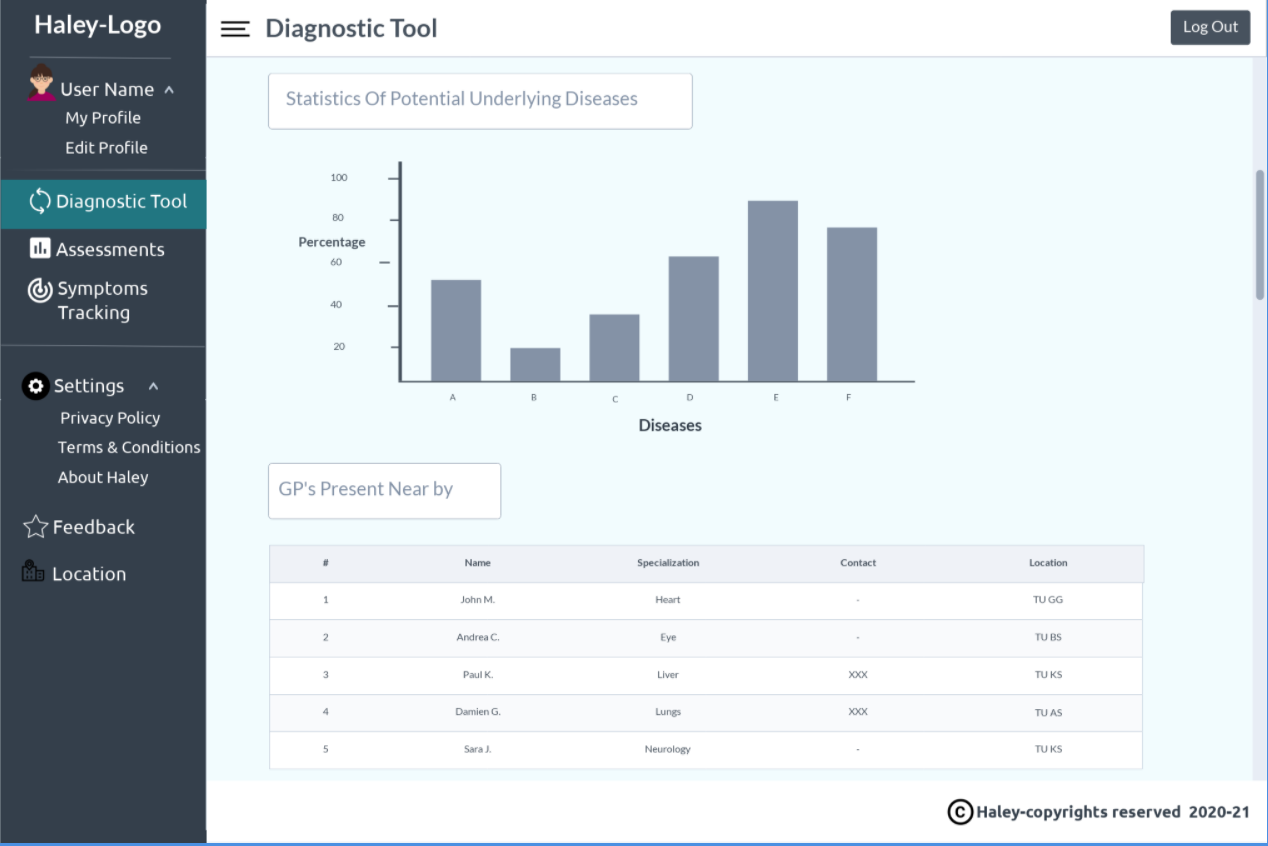 Haley-Logo
User Name
My Profile
Edit Profile
Diagnostic Tool
Assessments
Symptoms
Tracking
Settings
Privacy Policy
Terms & Conditions
About Haley
Feedback
Location
Diagnostic Tool
Log Out
Statistics Of Potential Underlying Diseases
100
80
Percentage
60
40
20
A B C D E F
Diseases
GP's Present Near by
# Name Specialization Contact Location
1 John M. Heart - TU GG
2 Andrea C. Eye - TU BS
3 Paul K. Liver XXX TU KS
4 Damien G. Lungs XXX TU AS
5 Sara J. Neurology - TU KS
© Haley-copyrights reserved 2020-21